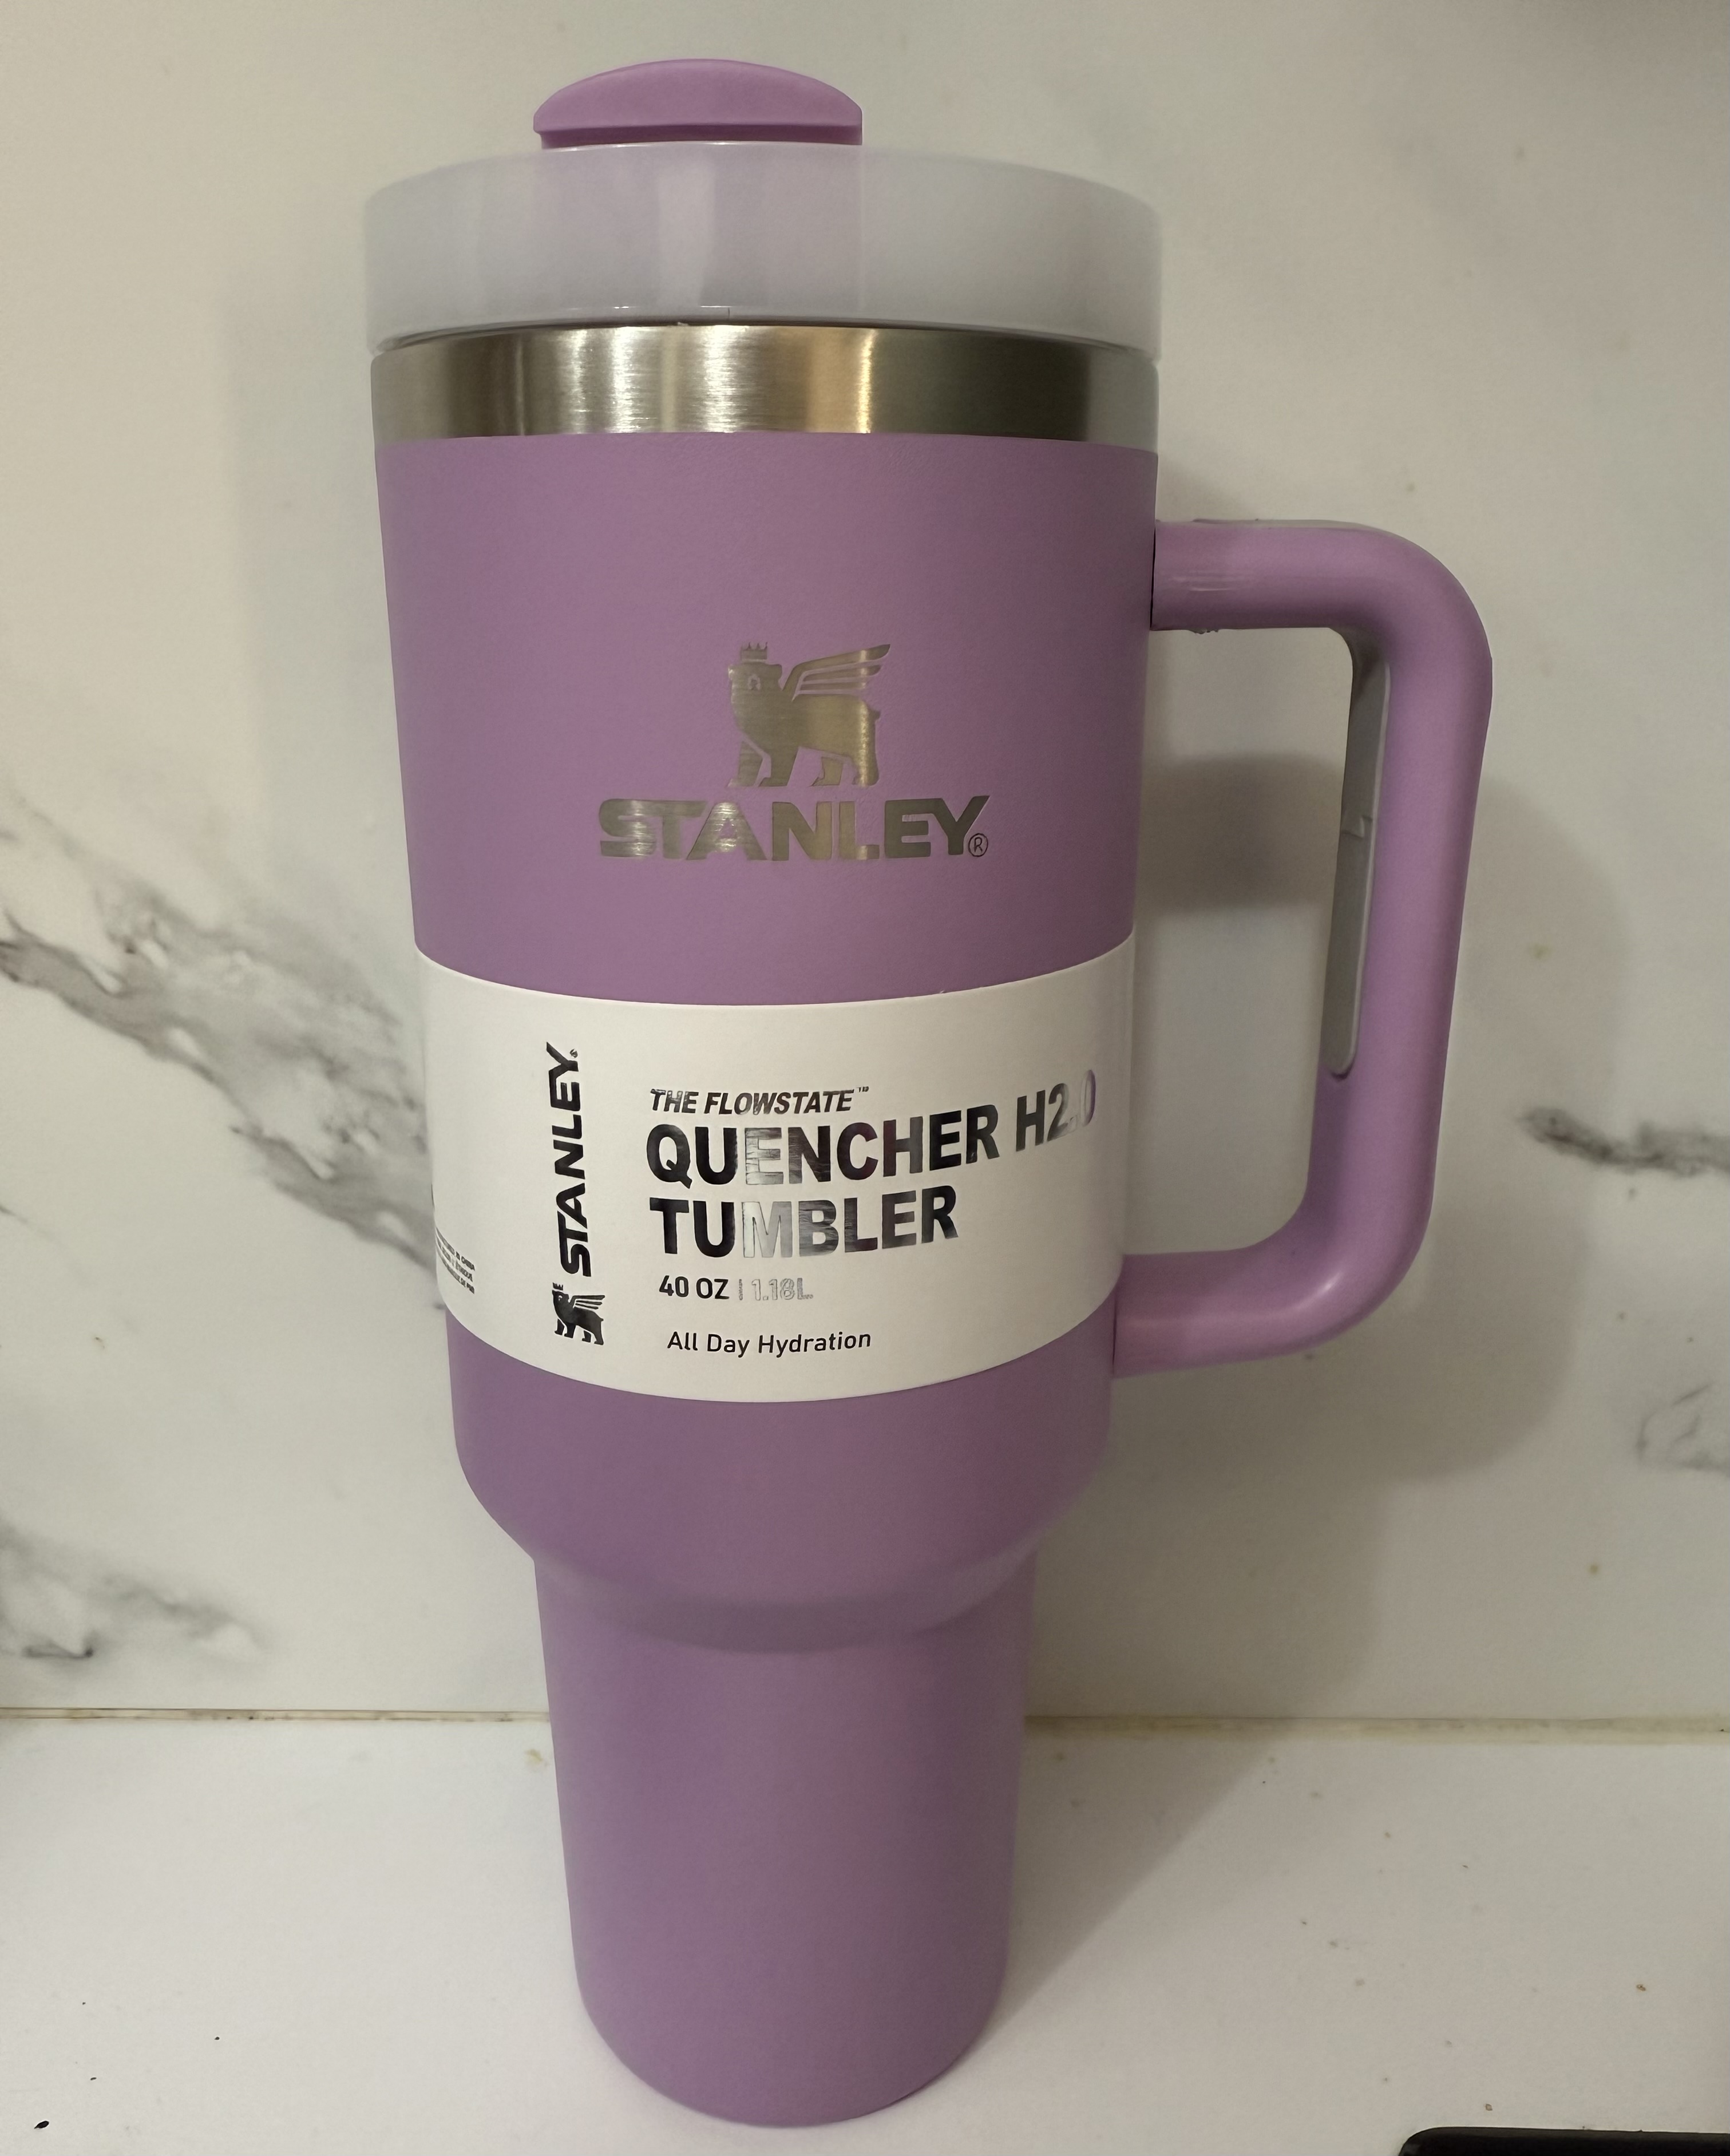 STANLEY®
STANLEY
THE FLOWSTATE™
QUENCHER H2.0
TUMBLER
40 OZ | 1.18L
All Day Hydration